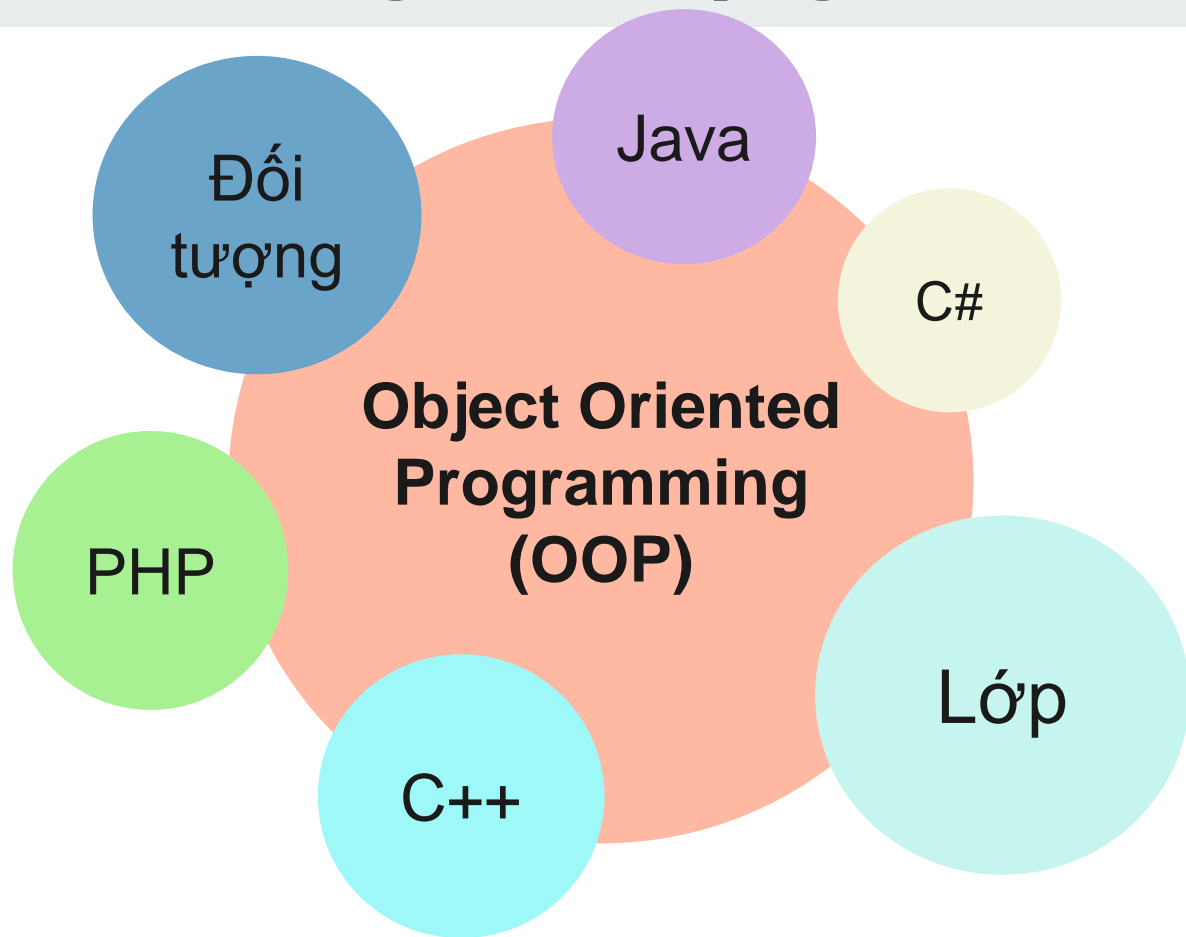 Java
Đối
tượng
C#
Object Oriented
Programming
(OOP)
PHP
Lớp
C++